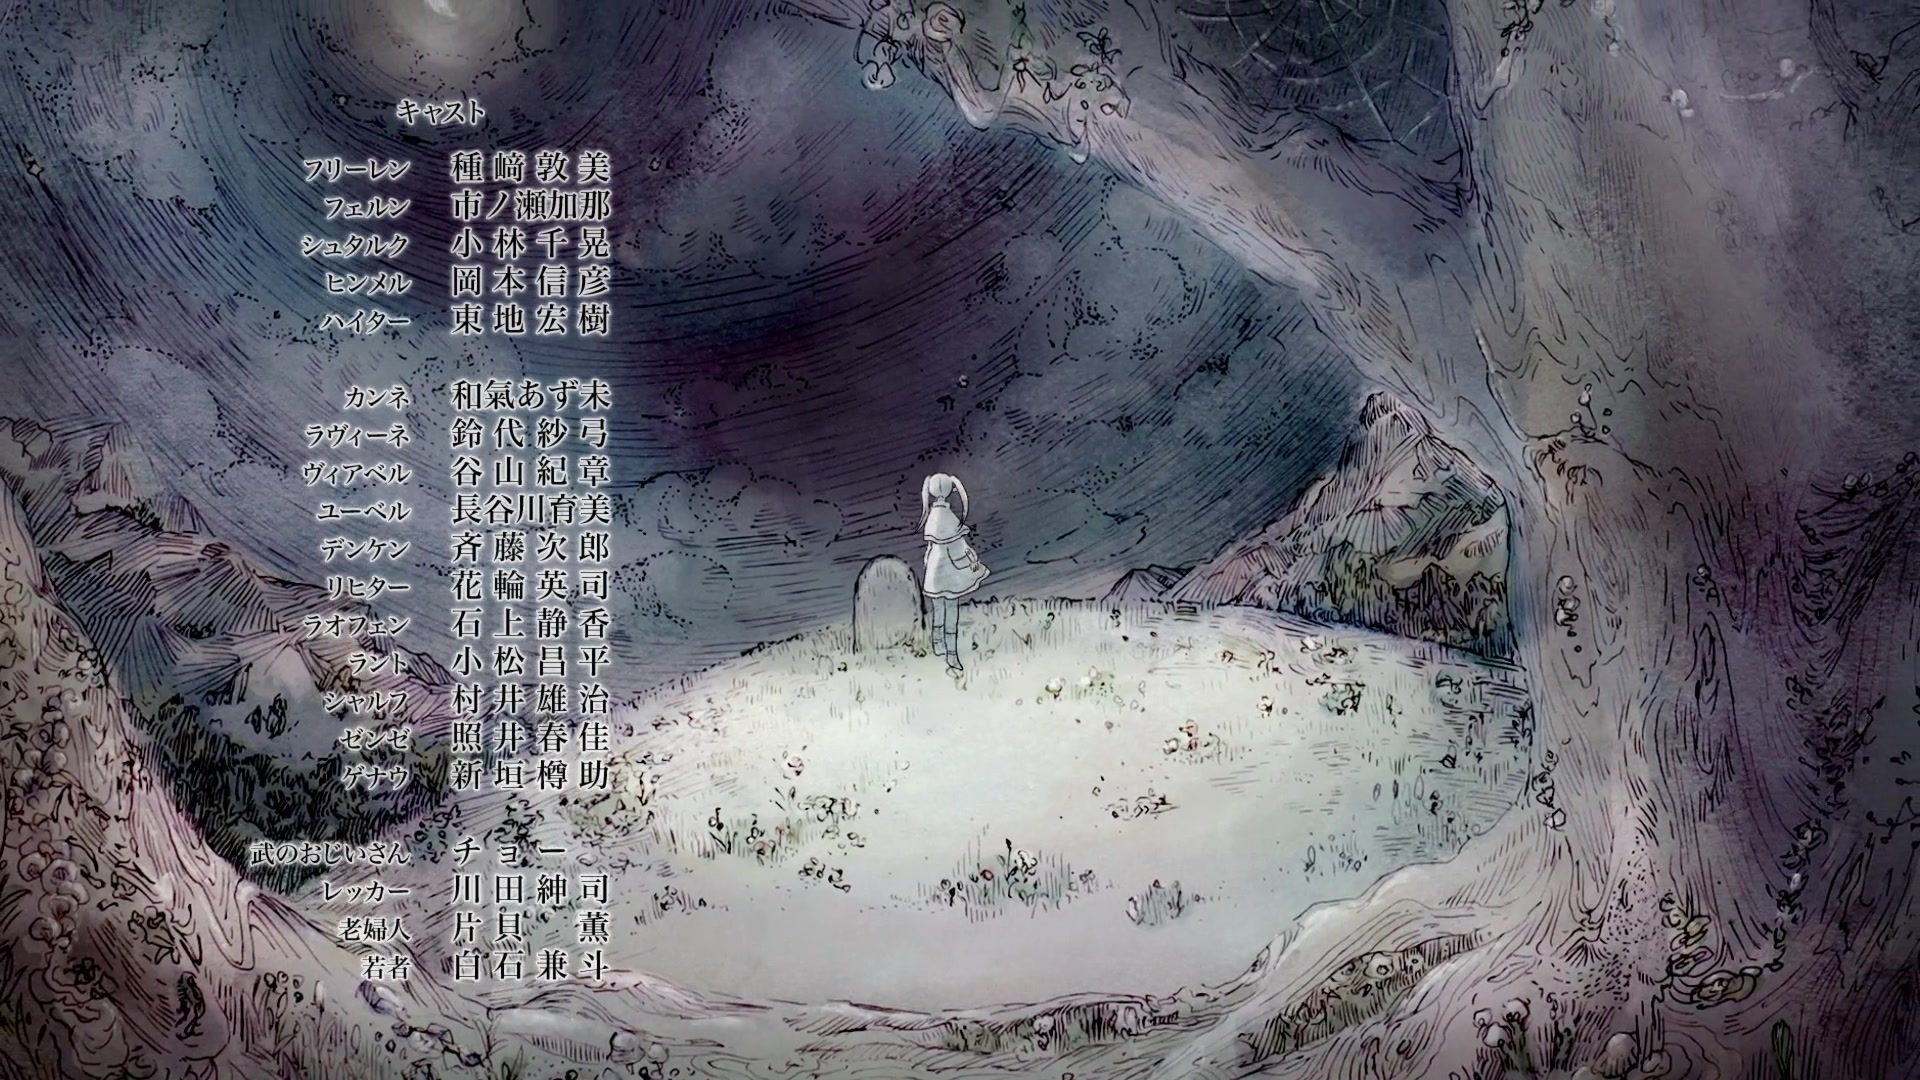 キャスト
フリーレン 種﨑敦美
フェルン 市ノ瀬加那
シュタルク 小林千晃
ヒンメル 岡本信彦
ハイター 東地宏樹
カンネ 和氣あず未
ラヴィーネ 鈴代紗弓
ヴィアベル 谷山紀章
ユーベル 長谷川育美
デンケン 斉藤次郎
リヒター 花輪英司
ラオフェン 石上静香
ラント 小松昌平
シャルフ 村井雄治
ゼンゼ 照井春佳
ゲナウ 新垣樽助
武のおじいさん チョー
レッカー 川田紳司
老婦人 片貝 薫
若者 白石兼斗